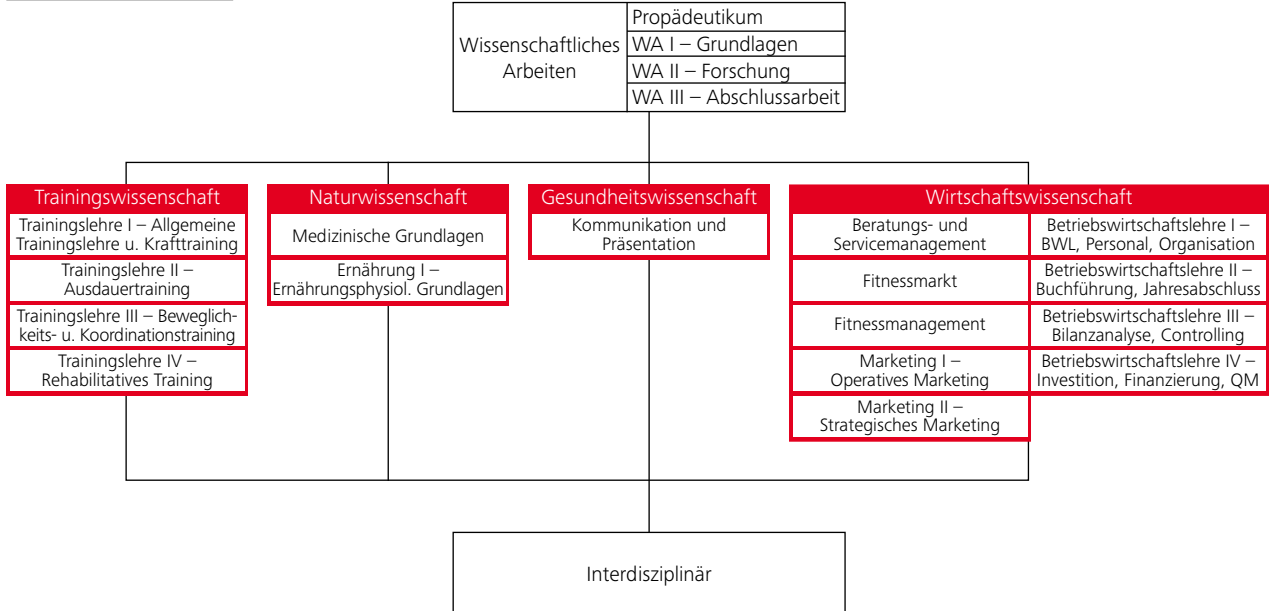 Wissenschaftliches
Arbeiten
Propädeutikum
WA I – Grundlagen
WA II – Forschung
WA III – Abschlussarbeit
Trainingswissenschaft
Trainingslehre I – Allgemeine
Trainingslehre u. Krafttraining
Trainingslehre II –
Ausdauertraining
Trainingslehre III – Beweglich-
keits- u. Koordinationstraining
Trainingslehre IV –
Rehabilitatives Training
Naturwissenschaft
Medizinische Grundlagen
Ernährung I –
Ernährungsphysiol. Grundlagen
Gesundheitswissenschaft
Kommunikation und
Präsentation
Wirtschaftswissenschaft
Beratungs- und
Servicemanagement
Fitnessmarkt
Fitnessmanagement
Marketing I –
Operatives Marketing
Marketing II –
Strategisches Marketing
Betriebswirtschaftslehre I –
BWL, Personal, Organisation
Betriebswirtschaftslehre II –
Buchführung, Jahresabschluss
Betriebswirtschaftslehre III –
Bilanzanalyse, Controlling
Betriebswirtschaftslehre IV –
Investition, Finanzierung, QM
Interdisziplinär